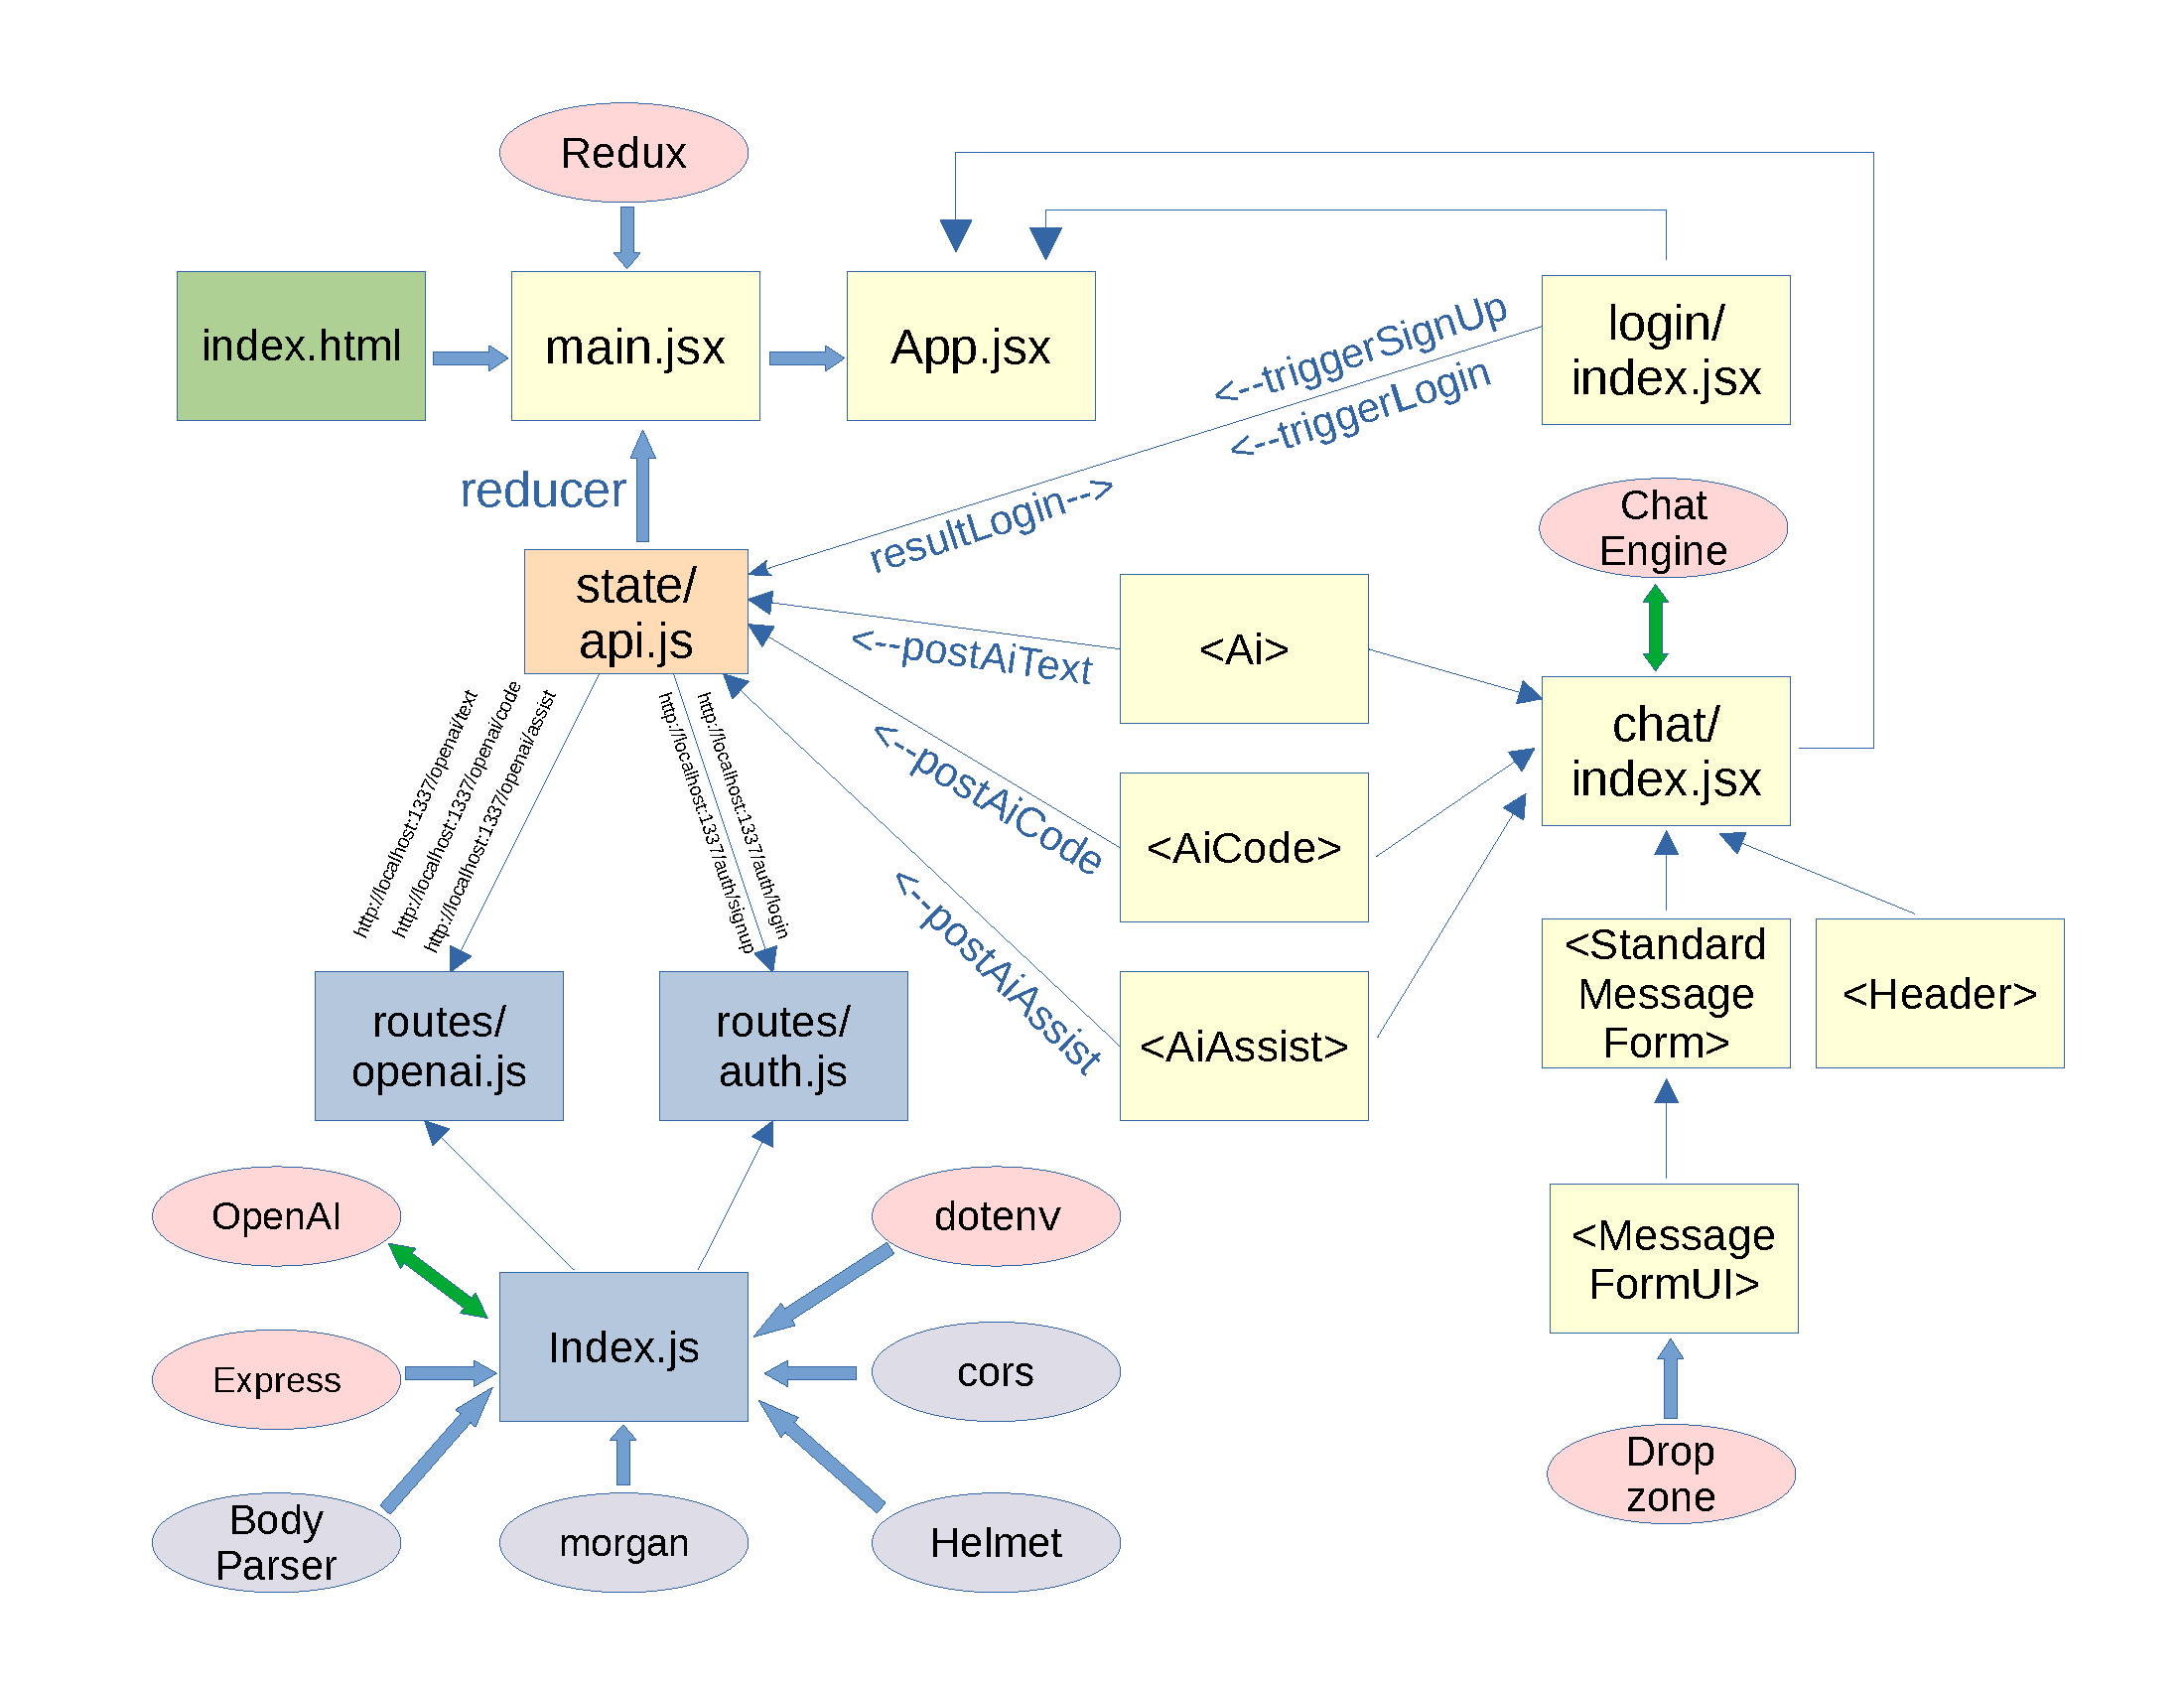 Redux
index.html
main.jsx
App.jsx
login/
index.jsx
<--triggerSignUp
<--triggerLogin
resultLogin-->
reducer
Chat
Engine
state/
api.js
<--postAiText
<Ai>
chat/
index.jsx
http://localhost:1337/openai/text
http://localhost:1337/openai/code
http://localhost:1337/openai/assist
http://localhost:1337/auth/signup
http://localhost:1337/auth/login
<--postAiCode
<AiCode>
<--postAiAssist
<AiAssist>
<Standard
Message
Form>
<Header>
routes/
openai.js
routes/
auth.js
OpenAI
dotenv
<Message
FormUI>
Index.js
Express
cors
Body
Parser
morgan
Helmet
Drop
zone